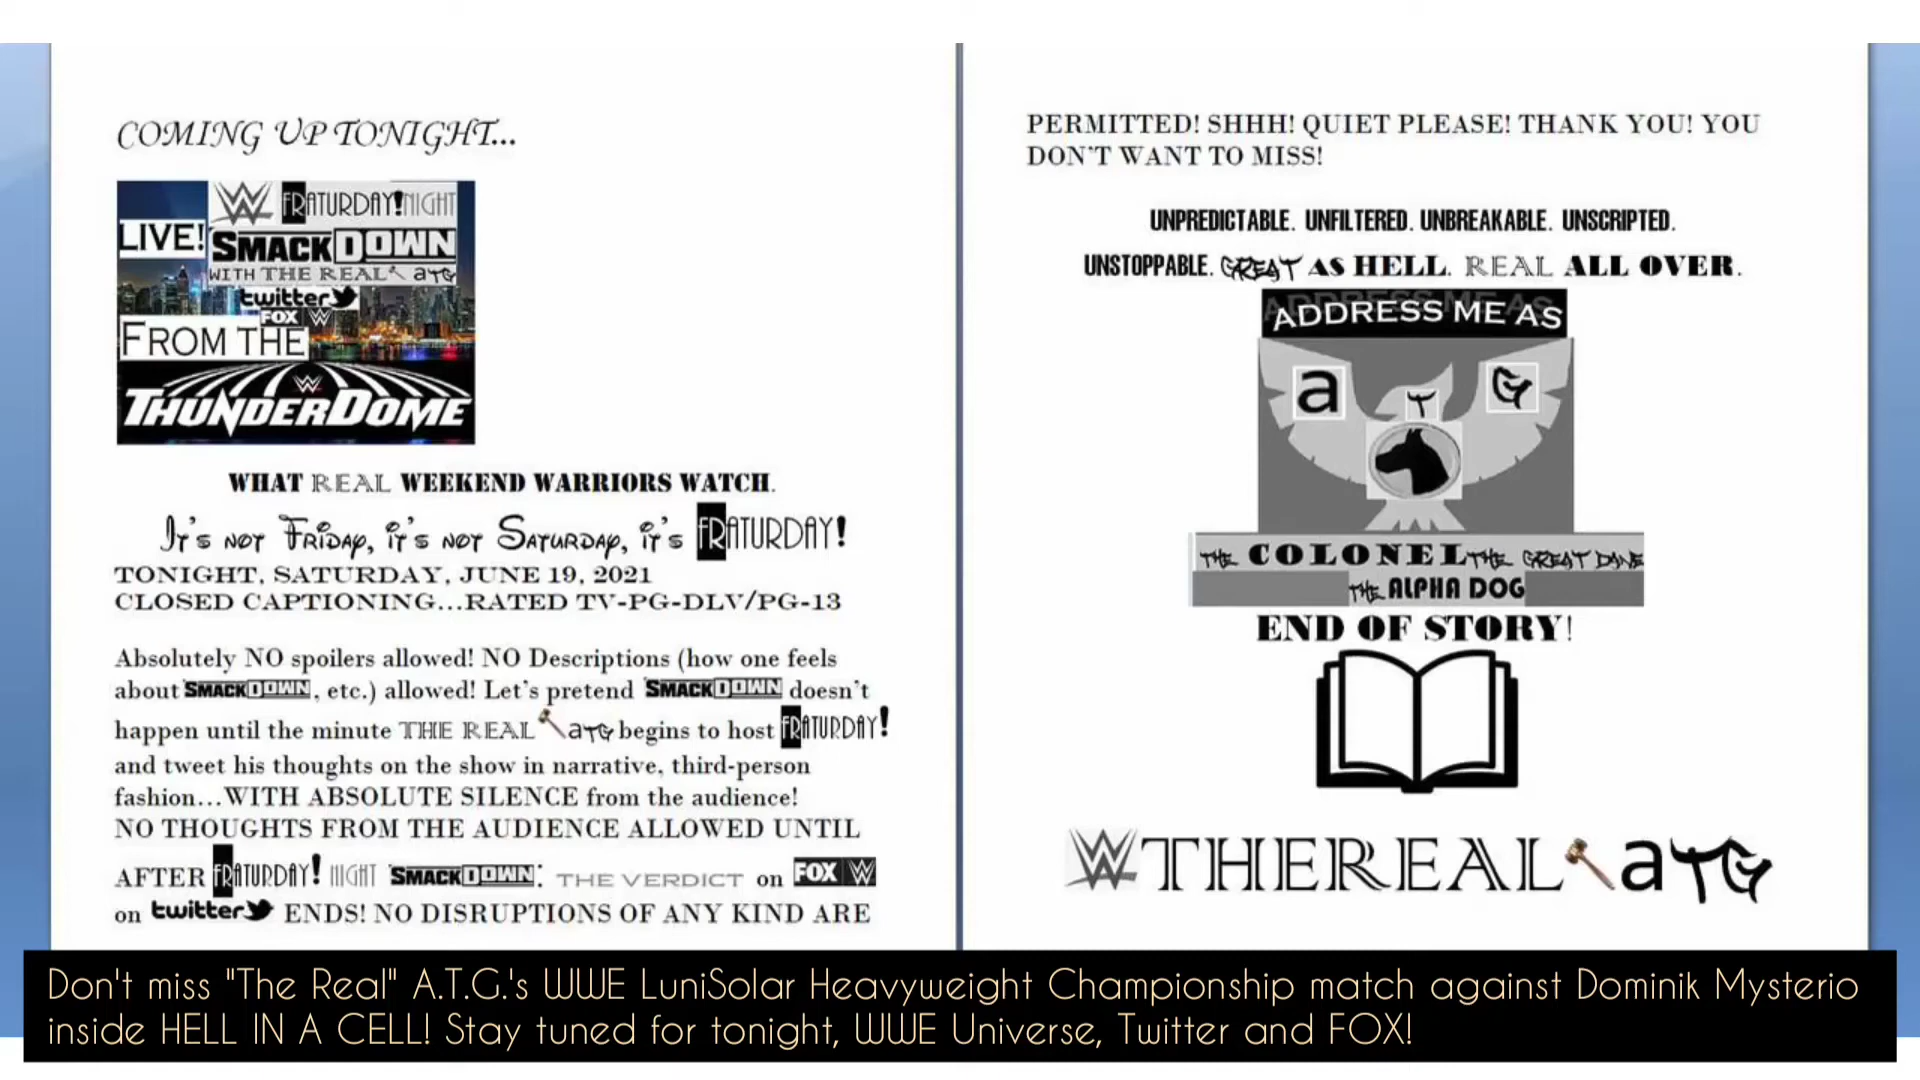 COMING UP TONIGHT...
W FRATURDAY!NIGHT
LIVE! SMACKDOWN
WITH THE REAL aTG
twitter
FOX W
FROM THE
THUNDERDOME
WHAT REAL WEEKEND WARRIORS WATCH.
It's not Friday, it's not Saturday, it's FRATURDAY!
TONIGHT, SATURDAY, JUNE 19, 2021
CLOSED CAPTIONING...RATED TV-PG-DLV/PG-13
Absolutely NO spoilers allowed! NO Descriptions (how one feels
about SMACKDOWN, etc.) allowed! Let's pretend SMACKDOWN doesn't
happen until the minute THE REAL aTG begins to host FRATURDAY!
and tweet his thoughts on the show in narrative, third-person
fashion...WITH ABSOLUTE SILENCE from the audience!
NO THOUGHTS FROM THE AUDIENCE ALLOWED UNTIL
AFTER FRATURDAY! NIGHT SMACKDOWN: THE VERDICT on FOX W
on twitter ENDS! NO DISRUPTIONS OF ANY KIND ARE
PERMITTED! SHHH! QUIET PLEASE! THANK YOU! YOU
DON'T WANT TO MISS!
UNPREDICTABLE. UNFILTERED. UNBREAKABLE. UNSCRIPTED.
UNSTOPPABLE. GREAT AS HELL. REAL ALL OVER.
ADDRESS ME AS
a T G
THE COLONEL THE GREAT DANE
THE ALPHA DOG
END OF STORY!
W THEREAL aTG
Don't miss "The Real" A.T.G.'s WWE LuniSolar Heavyweight Championship match against Dominik Mysterio
inside HELL IN A CELL! Stay tuned for tonight, WWE Universe, Twitter and FOX!